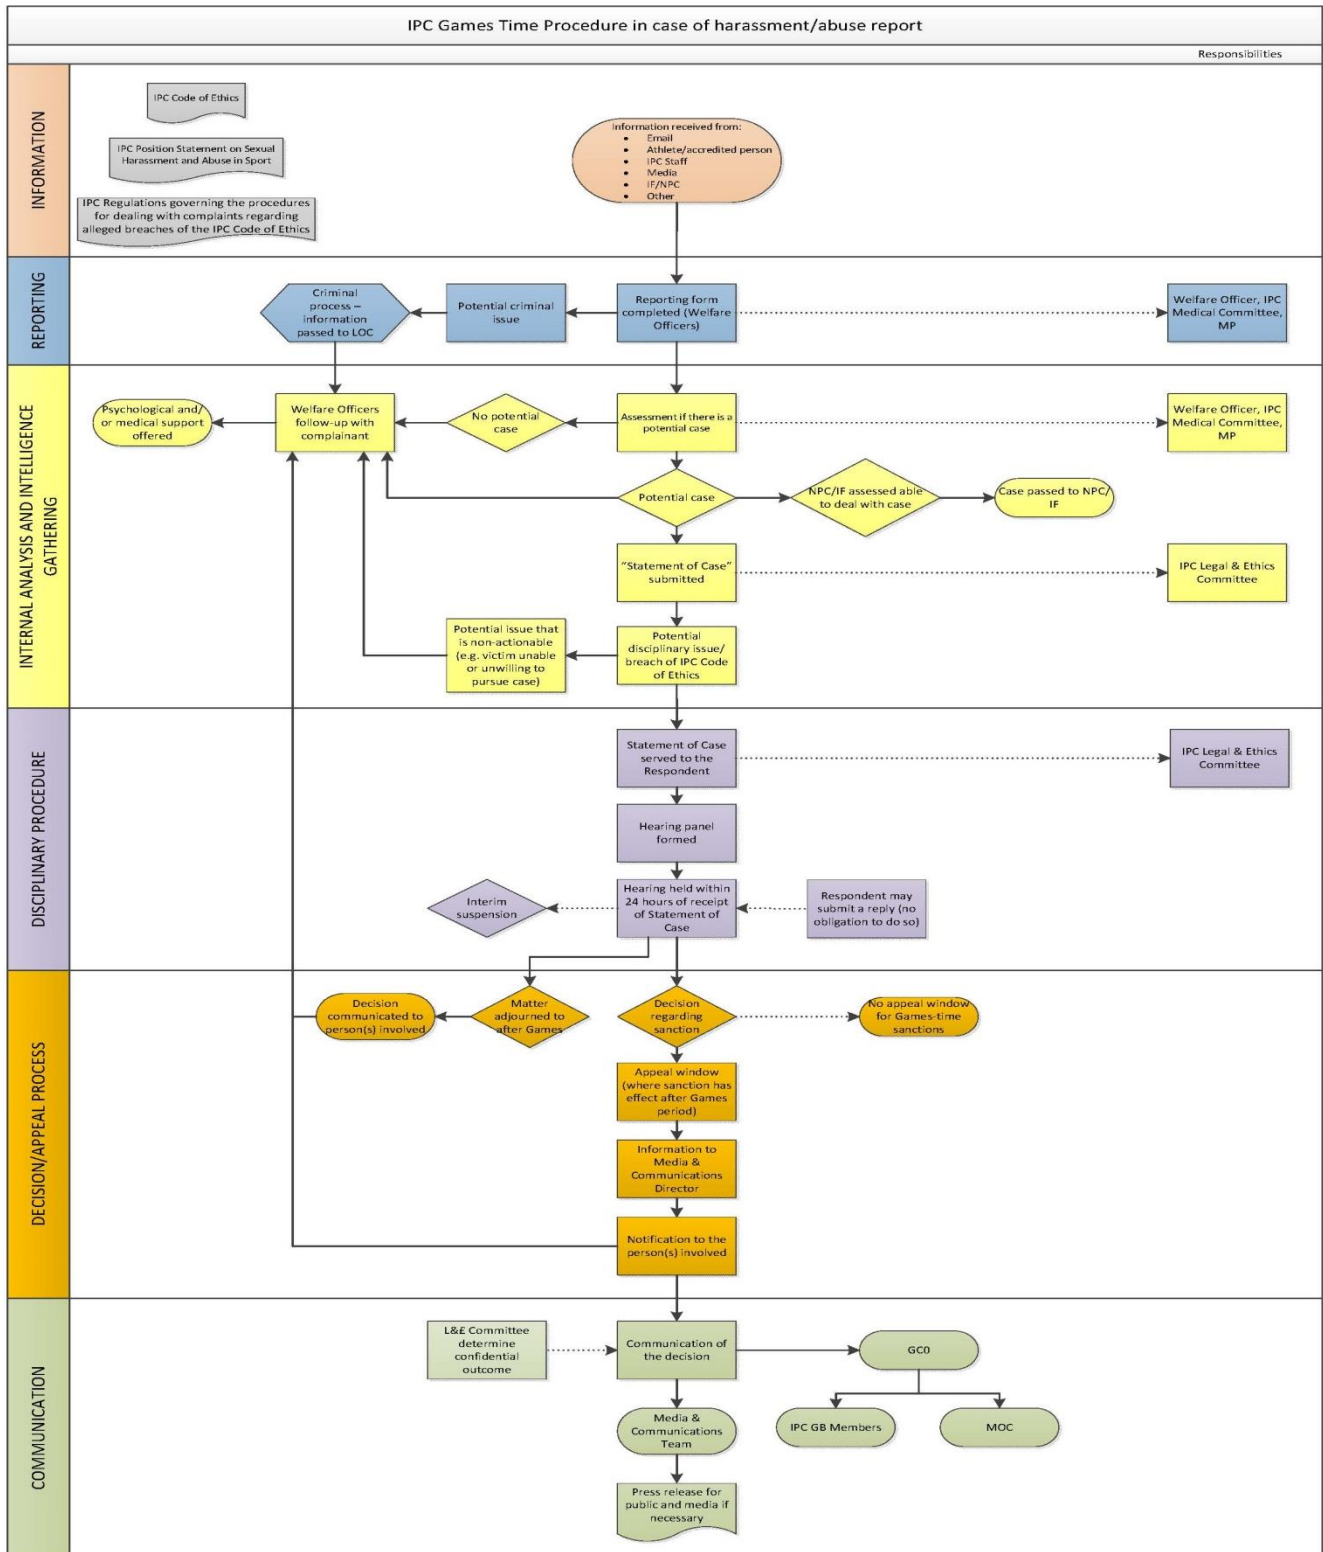 IPC Games Time Procedure in case of harassment/abuse report
Responsibilities
INFORMATION
IPC Code of Ethics
IPC Position Statement on Sexual
Harassment and Abuse in Sport
IPC Regulations governing the procedures
for dealing with complaints regarding
alleged breaches of the IPC Code of Ethics
Information received from:
• Email
• Athlete/accredited person
• IPC Staff
• Media
• IF/NPC
• Other
REPORTING
Criminal
process –
information
passed to LOC
Potential criminal
issue
Reporting form
completed (Welfare
Officers)
Welfare Officer, IPC
Medical Committee,
MP
INTERNAL ANALYSIS AND INTELLIGENCE
GATHERING
Psychological and/
or medical support
offered
Welfare Officers
follow-up with
complainant
No potential
case
Assessment if there is a
potential case
Welfare Officer, IPC
Medical Committee,
MP
Potential case
NPC/IF assessed able
to deal with case
Case passed to NPC/
IF
“Statement of Case”
submitted
IPC Legal & Ethics
Committee
Potential issue that
is non-actionable
(e.g. victim unable
or unwilling to
pursue case)
Potential
disciplinary issue/
breach of IPC Code
of Ethics
DISCIPLINARY PROCEDURE
Statement of Case
served to the
Respondent
IPC Legal & Ethics
Committee
Hearing panel
formed
Interim
suspension
Hearing held within
24 hours of receipt
of Statement of
Case
Respondent may
submit a reply (no
obligation to do so)
DECISION/APPEAL PROCESS
Decision
communicated to
person(s) involved
Matter
adjourned to
after Games
Decision
regarding
sanction
No appeal window
for Games-time
sanctions
Appeal window
(where sanction has
effect after Games
period)
Information to
Media &
Communications
Director
Notification to the
person(s) involved
COMMUNICATION
L&£ Committee
determine
confidential
outcome
Communication of
the decision
GC0
IPC GB Members
MOC
Media &
Communications
Team
Press release for
public and media if
necessary